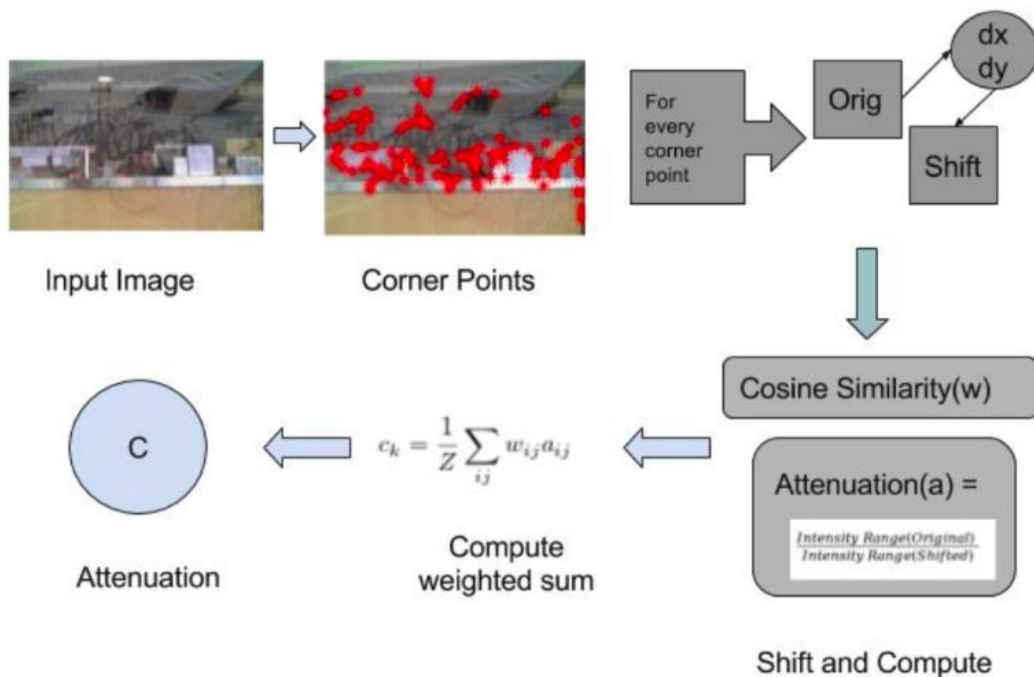 Input Image
Corner Points
For
every
corner
point
Orig
dx
dy
Shift
Cosine Similarity(w)
Attenuation(a) =
Intensity Range(Original)
Intensity Range(Shifted)
Shift and Compute
c_k = \frac{1}{Z} \sum_{ij} w_{ij} a_{ij}
Compute
weighted sum
C
Attenuation